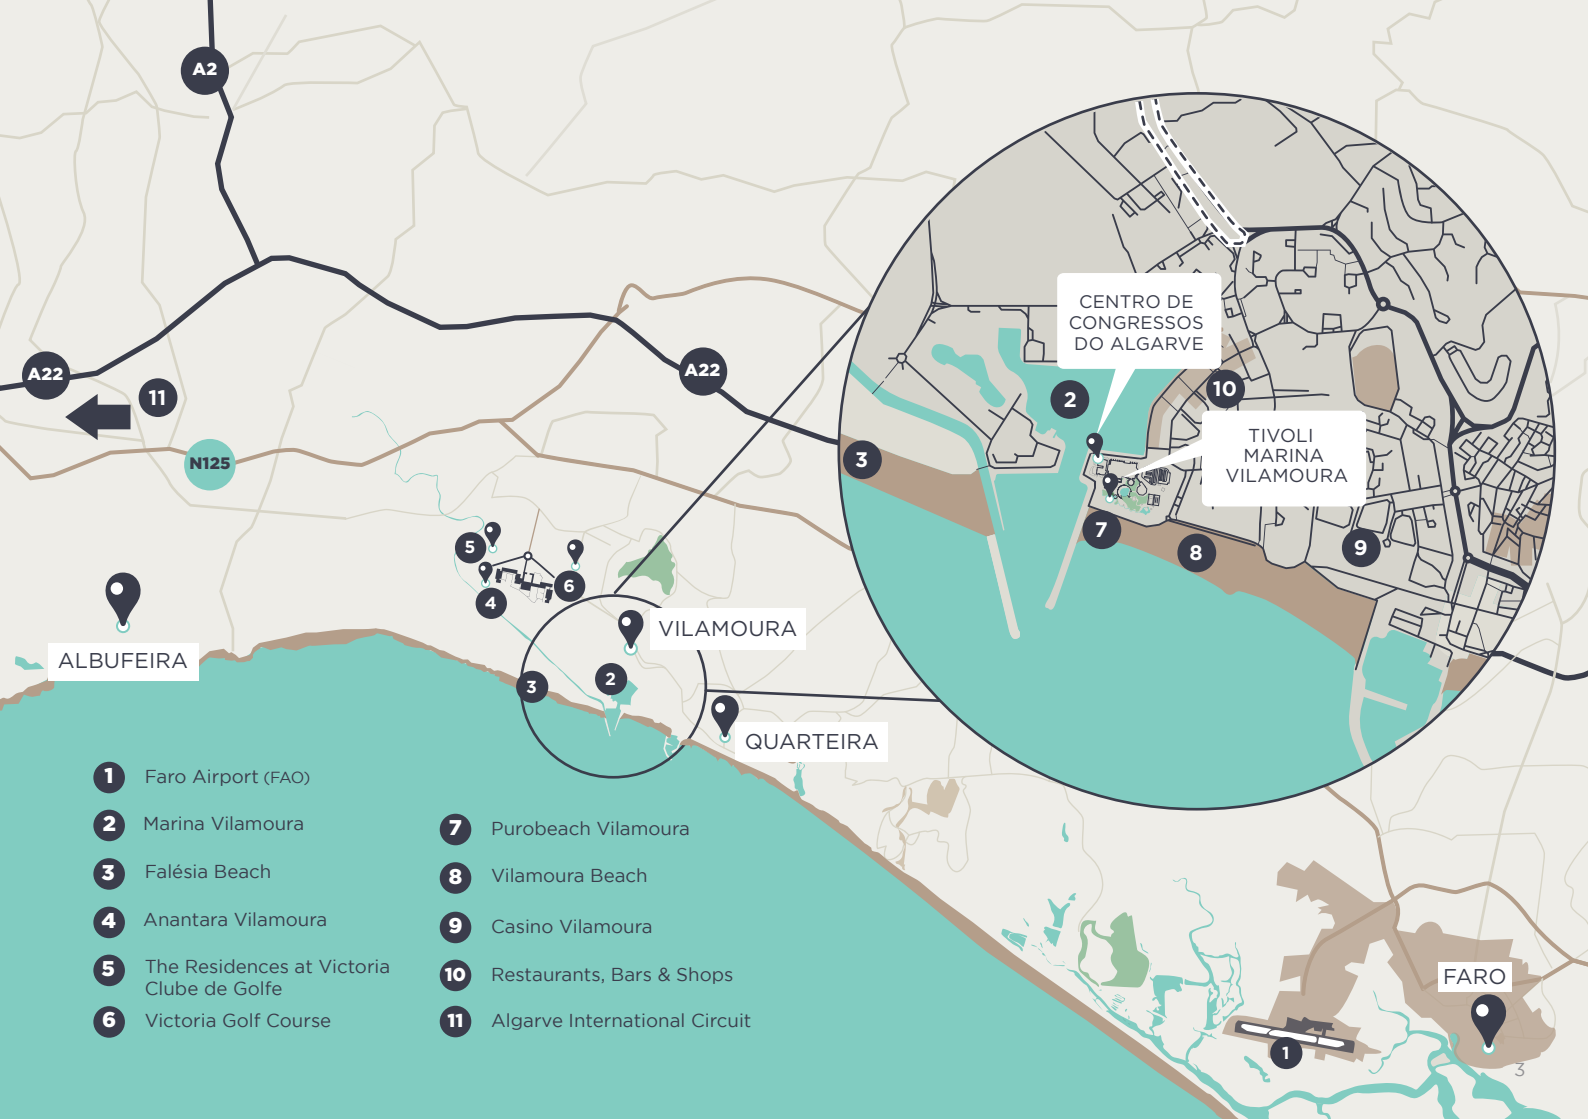 A2
A22
11
N125
A22
CENTRO DE
CONGRESSOS
DO ALGARVE
2
10
TIVOLI
MARINA
VILAMOURA
3
7
8
9
5
6
4
ALBUFEIRA
VILAMOURA
3
2
QUARTEIRA
1 Faro Airport (FAO)
2 Marina Vilamoura
3 Falésia Beach
4 Anantara Vilamoura
5 The Residences at Victoria
Clube de Golfe
6 Victoria Golf Course
7 Purobeach Vilamoura
8 Vilamoura Beach
9 Casino Vilamoura
10 Restaurants, Bars & Shops
11 Algarve International Circuit
FARO
1
3